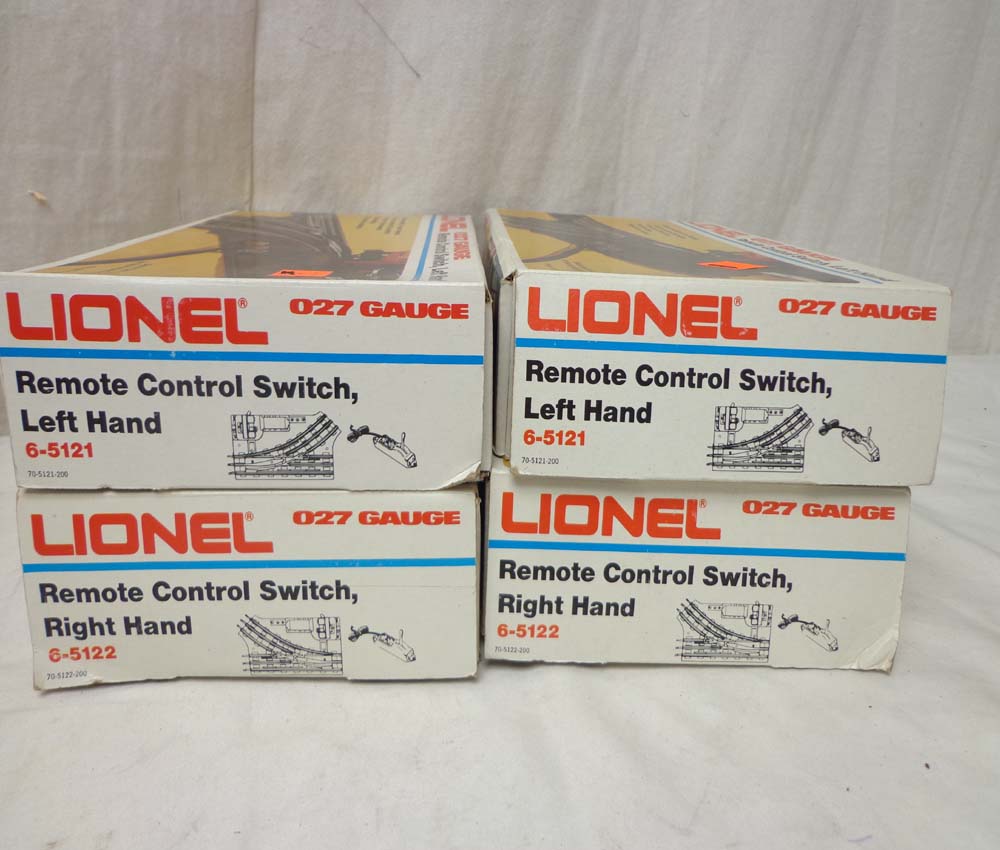 LIONEL® 027 GAUGE
Remote Control Switch,
Left Hand
6-5121
70-5121-200
LIONEL® 027 GAUGE
Remote Control Switch,
Left Hand
6-5121
70-5121-200
LIONEL® 027 GAUGE
Remote Control Switch,
Right Hand
6-5122
70-5122-200
LIONEL® 027 GAUGE
Remote Control Switch,
Right Hand
6-5122
70-5122-200